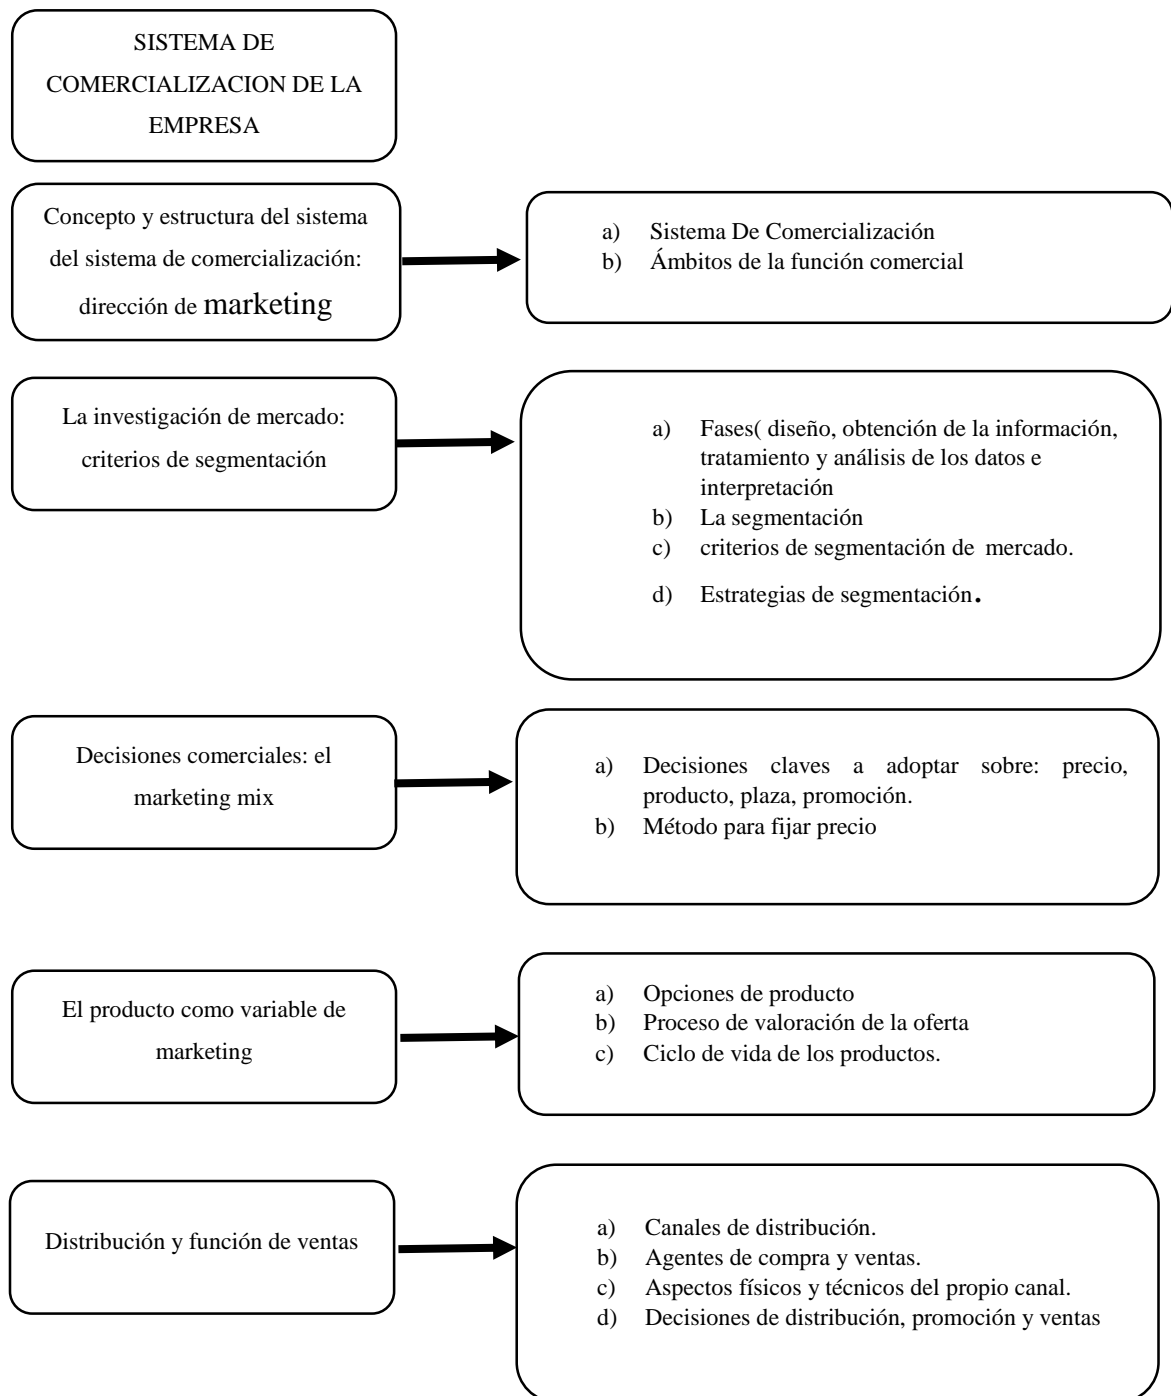 SISTEMA DE
COMERCIALIZACION DE LA
EMPRESA
Concepto y estructura del sistema
del sistema de comercialización:
dirección de marketing
a) Sistema De Comercialización
b) Ámbitos de la función comercial
La investigación de mercado:
criterios de segmentación
a) Fases( diseño, obtención de la información,
tratamiento y análisis de los datos e
interpretación
b) La segmentación
c) criterios de segmentación de mercado.
d) Estrategias de segmentación.
Decisiones comerciales: el
marketing mix
a) Decisiones claves a adoptar sobre: precio,
producto, plaza, promoción.
b) Método para fijar precio
El producto como variable de
marketing
a) Opciones de producto
b) Proceso de valoración de la oferta
c) Ciclo de vida de los productos.
Distribución y función de ventas
a) Canales de distribución.
b) Agentes de compra y ventas.
c) Aspectos físicos y técnicos del propio canal.
d) Decisiones de distribución, promoción y ventas